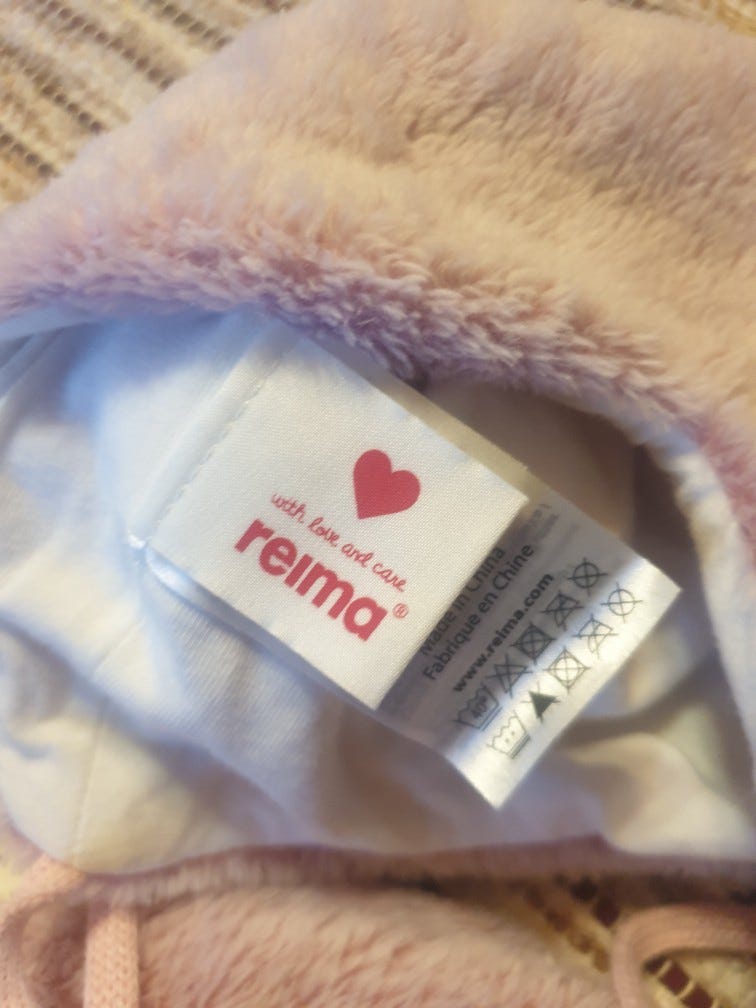 with love and care
reima®
Made in China
Fabriqué en Chine
www.reima.com